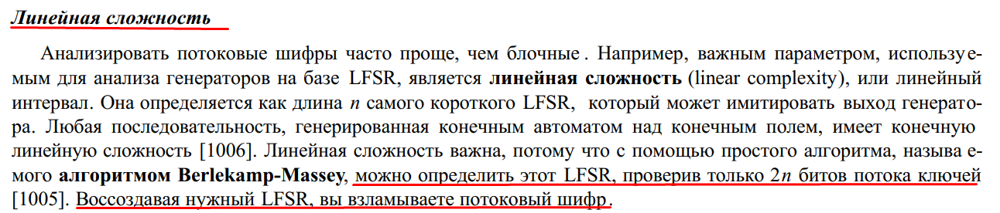 Линейная сложность
Анализировать потоковые шифры часто проще, чем блочные . Например, важным параметром, используе-
мым для анализа генераторов на базе LFSR, является линейная сложность (linear complexity), или линейный
интервал. Она определяется как длина n самого короткого LFSR, который может имитировать выход генерато-
ра. Любая последовательность, генерированная конечным автоматом над конечным полем, имеет конечную
линейную сложность [1006]. Линейная сложность важна, потому что с помощью простого алгоритма, называ е-
мого алгоритмом Berlekamp-Massey, можно определить этот LFSR, проверив только 2n битов потока ключей
[1005]. Воссоздавая нужный LFSR, вы взламываете потоковый шифр.